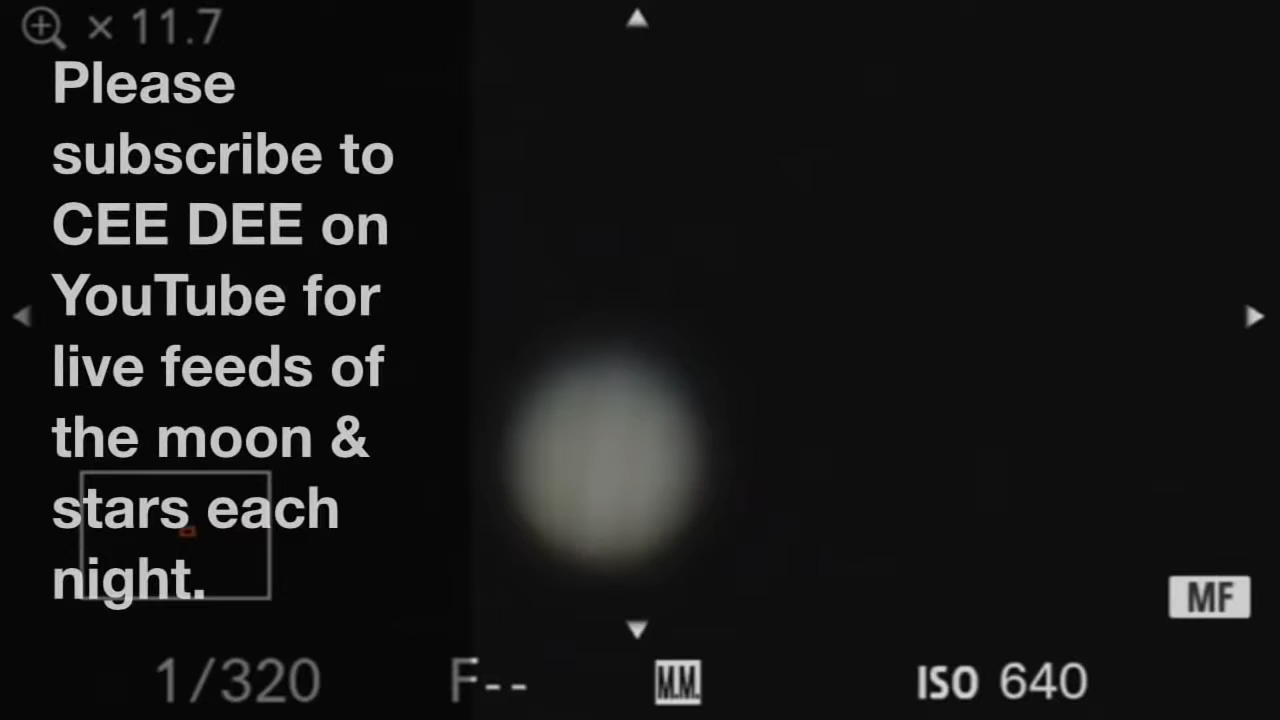 × 11.7
Please
subscribe to
CEE DEE on
YouTube for
live feeds of
the moon &
stars each
night.
MF
1/320 F-- M.M. ISO 640